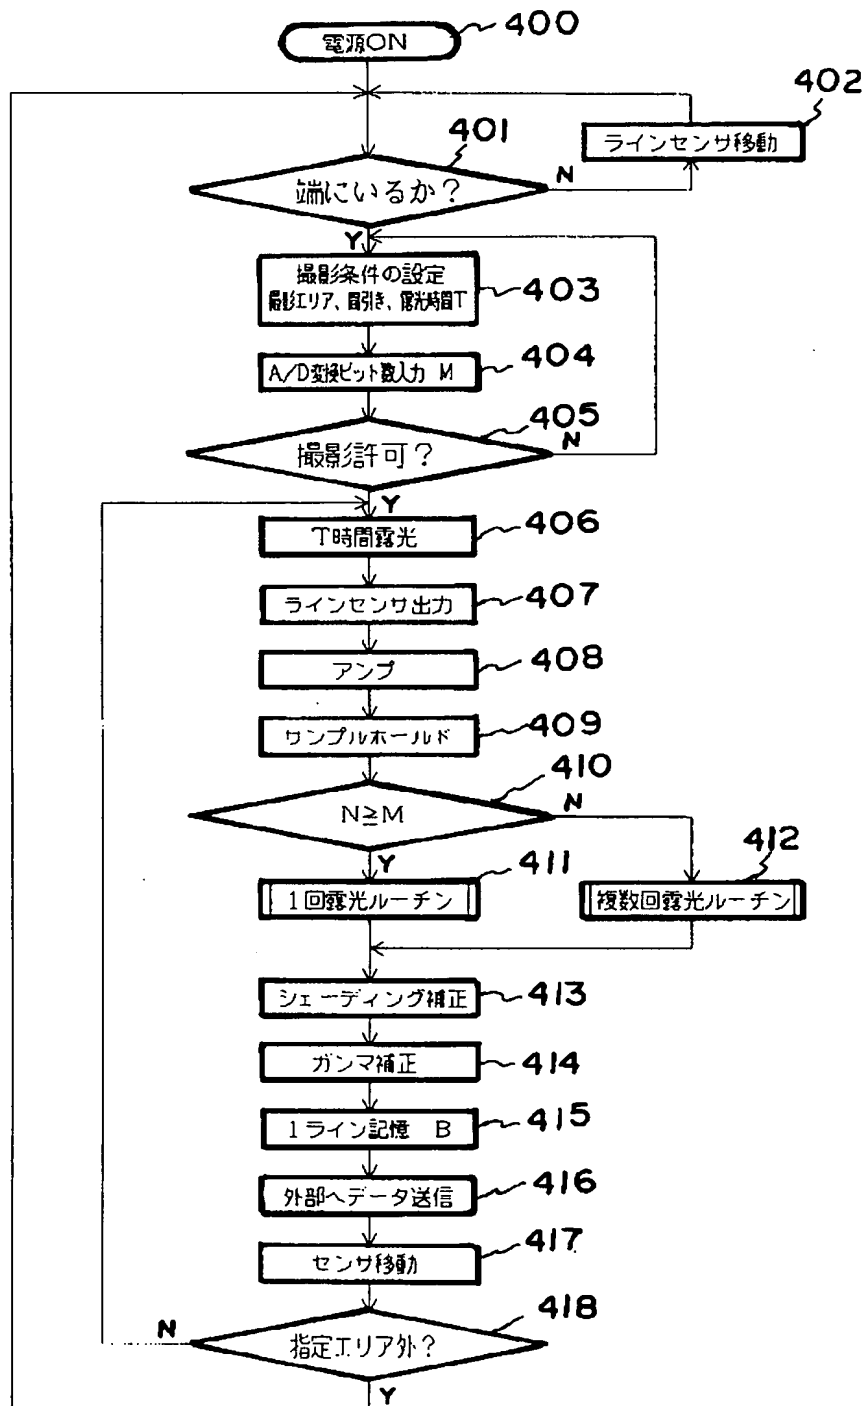 電源ON
400
402
ラインセンサ移動
401
端にいるか?
N
Y
撮影条件の設定
撮影エリア、間引き、露光時間T
403
A/D変換ビット数入力 M
404
405
撮影許可?
N
Y
T時間露光
406
ラインセンサ出力
407
アンプ
408
サンプルホールド
409
410
N≧M
N
Y
411
412
1回露光ルーチン
複数回露光ルーチン
シェーディング補正
413
ガンマ補正
414
1ライン記憶 B
415
外部へデータ送信
416
センサ移動
417
418
N
指定エリア外?
Y